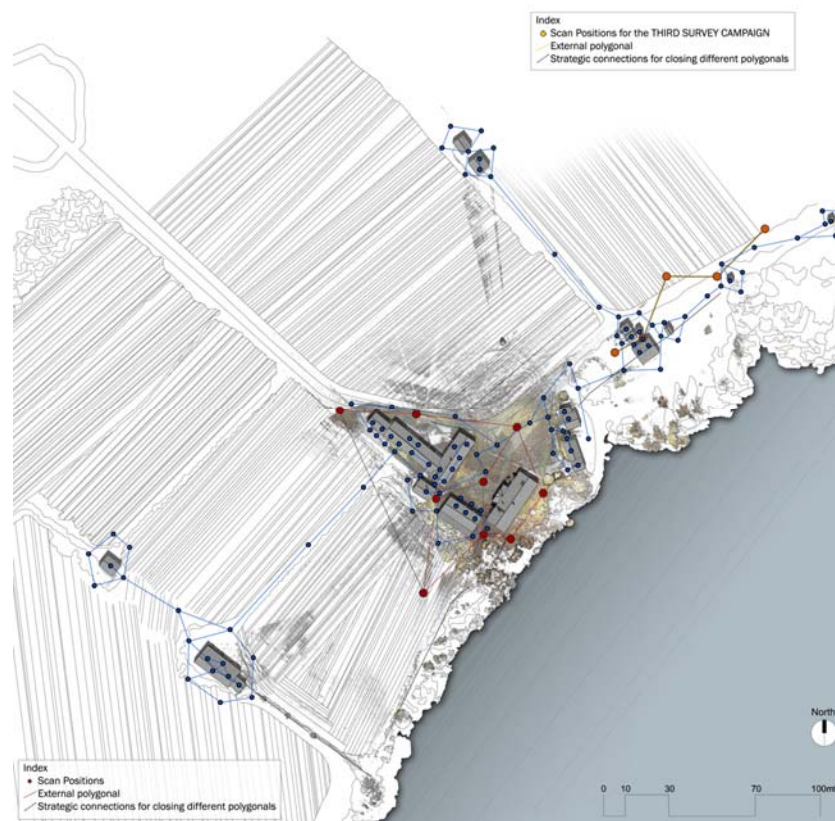 Index
Scan Positions for the THIRD SURVEY CAMPAIGN
External polygonal
Strategic connections for closing different polygonals
North
Index
Scan Positions
External polygonal
Strategic connections for closing different polygonals
0 10 30 70 100mt